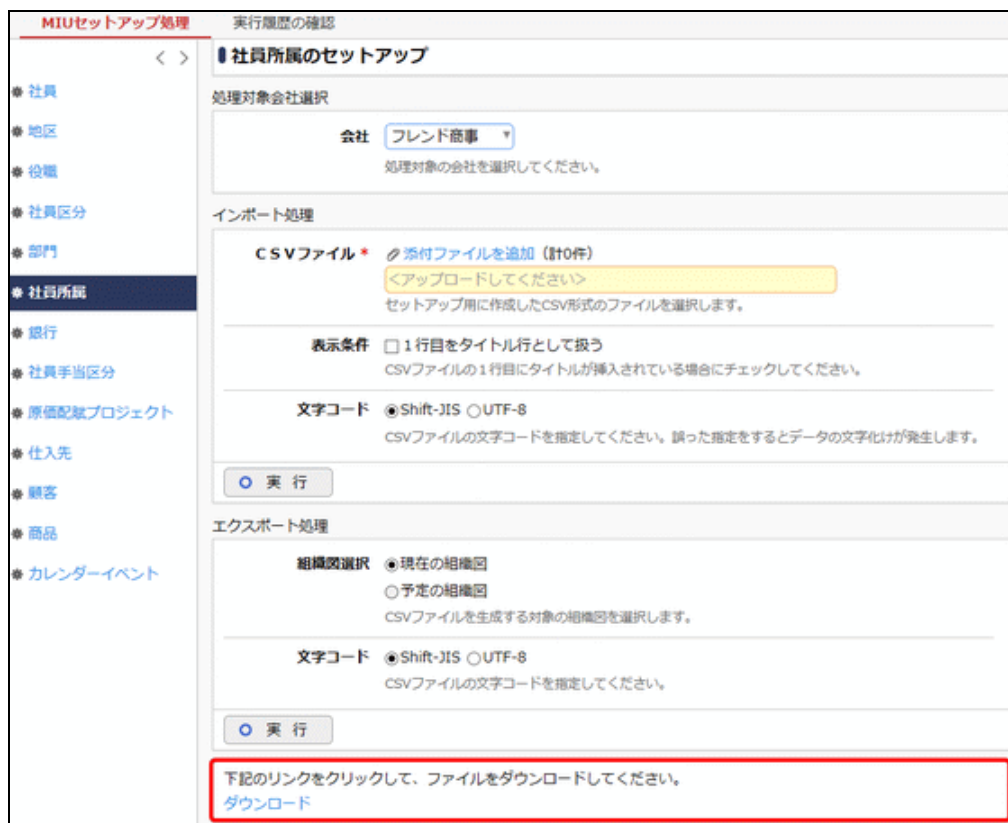 MIUセットアップ処理 実行履歴の確認
< >
社員所属のセットアップ
社員
地区
役職
社員区分
部門
社員所属
銀行
社員手当区分
原価配賦プロジェクト
仕入先
顧客
商品
カレンダーイベント
処理対象会社選択
会社 フレンド商事
処理対象の会社を選択してください。
インポート処理
CSVファイル * 添付ファイルを追加 (計0件)
<アップロードしてください>
セットアップ用に作成したCSV形式のファイルを選択します。
表示条件 1行目をタイトル行として扱う
CSVファイルの1行目にタイトルが挿入されている場合にチェックしてください。
文字コード Shift-JIS UTF-8
CSVファイルの文字コードを指定してください。誤った指定をするとデータの文字化けが発生します。
実行
エクスポート処理
組織図選択 現在の組織図
予定の組織図
CSVファイルを生成する対象の組織図を選択します。
文字コード Shift-JIS UTF-8
CSVファイルの文字コードを指定してください。
実行
下記のリンクをクリックして、ファイルをダウンロードしてください。
ダウンロード